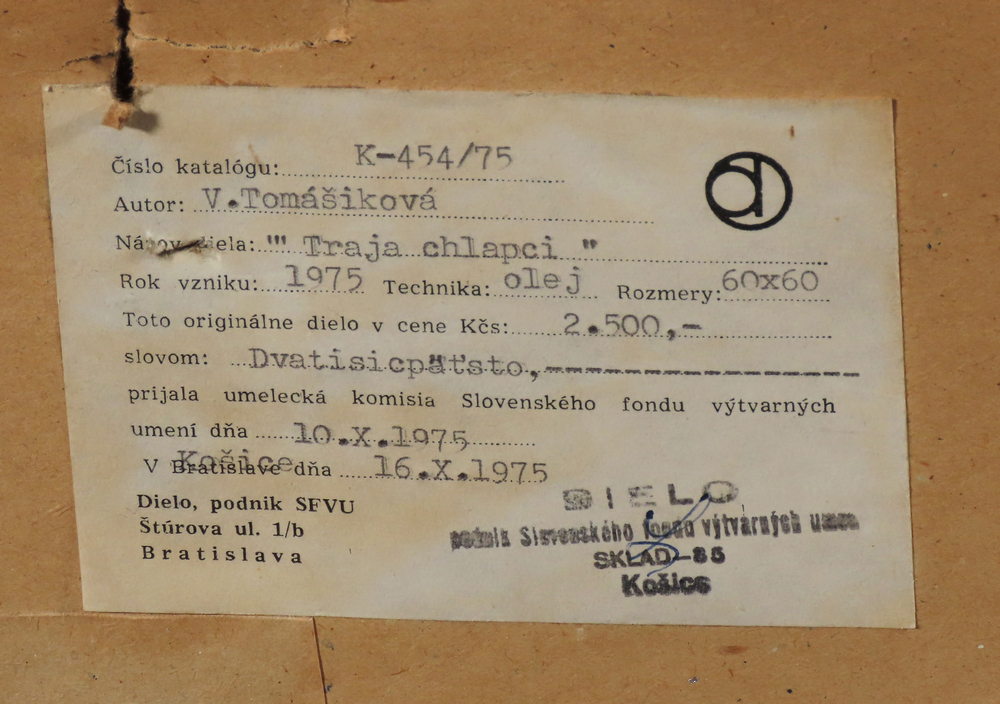 Číslo katalógu: K-454/75
Autor: V.Tomášiková
Názov diela: "' Traja chlapci "
Rok vzniku: 1975 Technika: olej Rozmery: 60x60
Toto originálne dielo v cene Kčs: 2.500,-
slovom: Dvatisicpäťsto,-------------------
prijala umelecká komisia Slovenského fondu výtvarných
umení dňa 10.X.1975
V Bratislave Košice dňa 16.X.1975
Dielo, podnik SFVU
Štúrova ul. 1/b
Bratislava
DIELO
podnik Slovenského fondu výtvarných umení
SKLAD-85
Košice